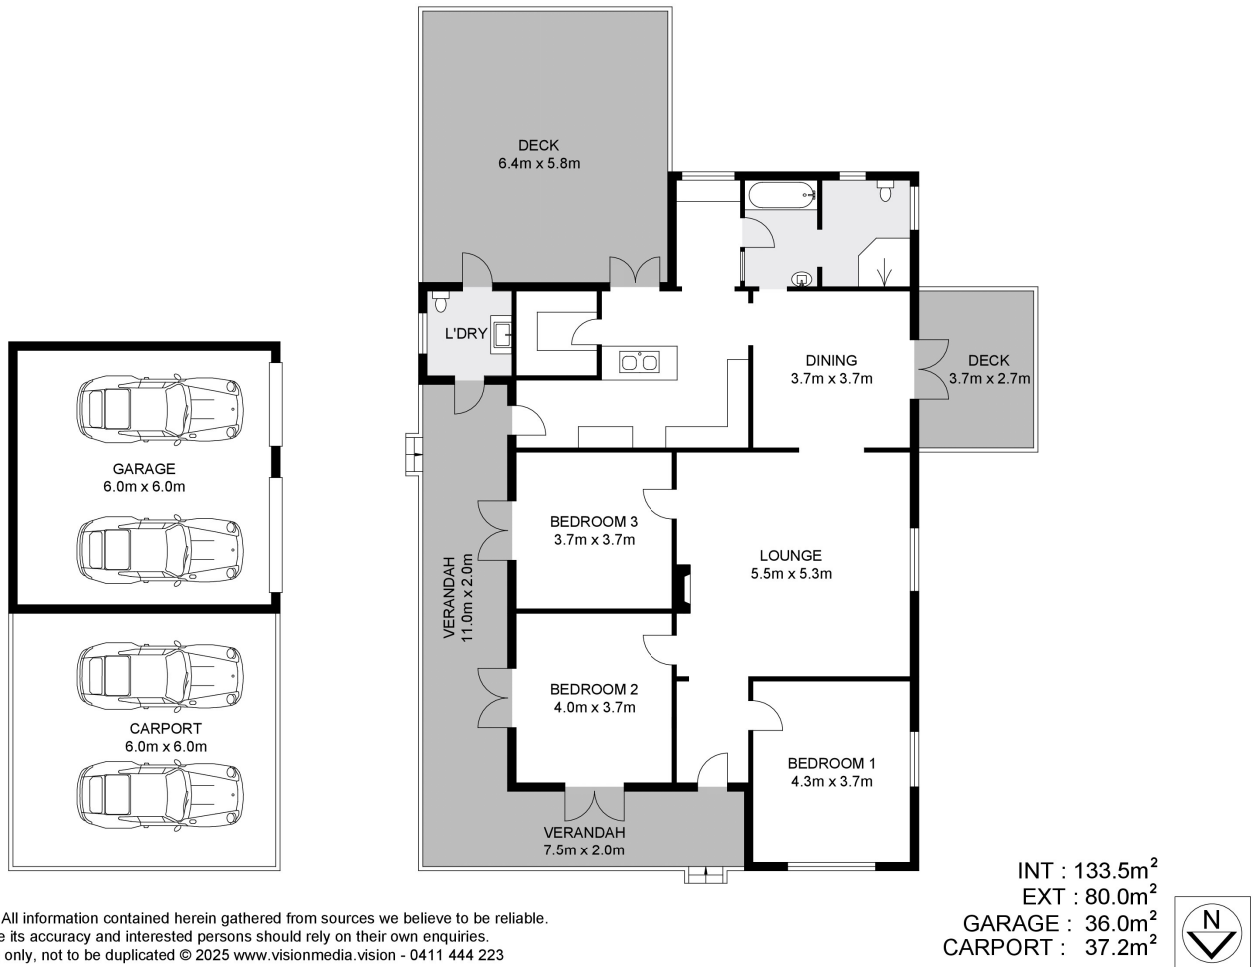 DECK
6.4m x 5.8m
L'DRY
DINING
3.7m x 3.7m
DECK
3.7m x 2.7m
GARAGE
6.0m x 6.0m
BEDROOM 3
3.7m x 3.7m
LOUNGE
5.5m x 5.3m
VERANDAH
11.0m x 2.0m
BEDROOM 2
4.0m x 3.7m
CARPORT
6.0m x 6.0m
BEDROOM 1
4.3m x 3.7m
VERANDAH
7.5m x 2.0m
INT : 133.5m²
EXT : 80.0m²
GARAGE : 36.0m²
CARPORT : 37.2m²
N
All information contained herein gathered from sources we believe to be reliable.
its accuracy and interested persons should rely on their own enquiries.
only, not to be duplicated © 2025 www.visionmedia.vision - 0411 444 223